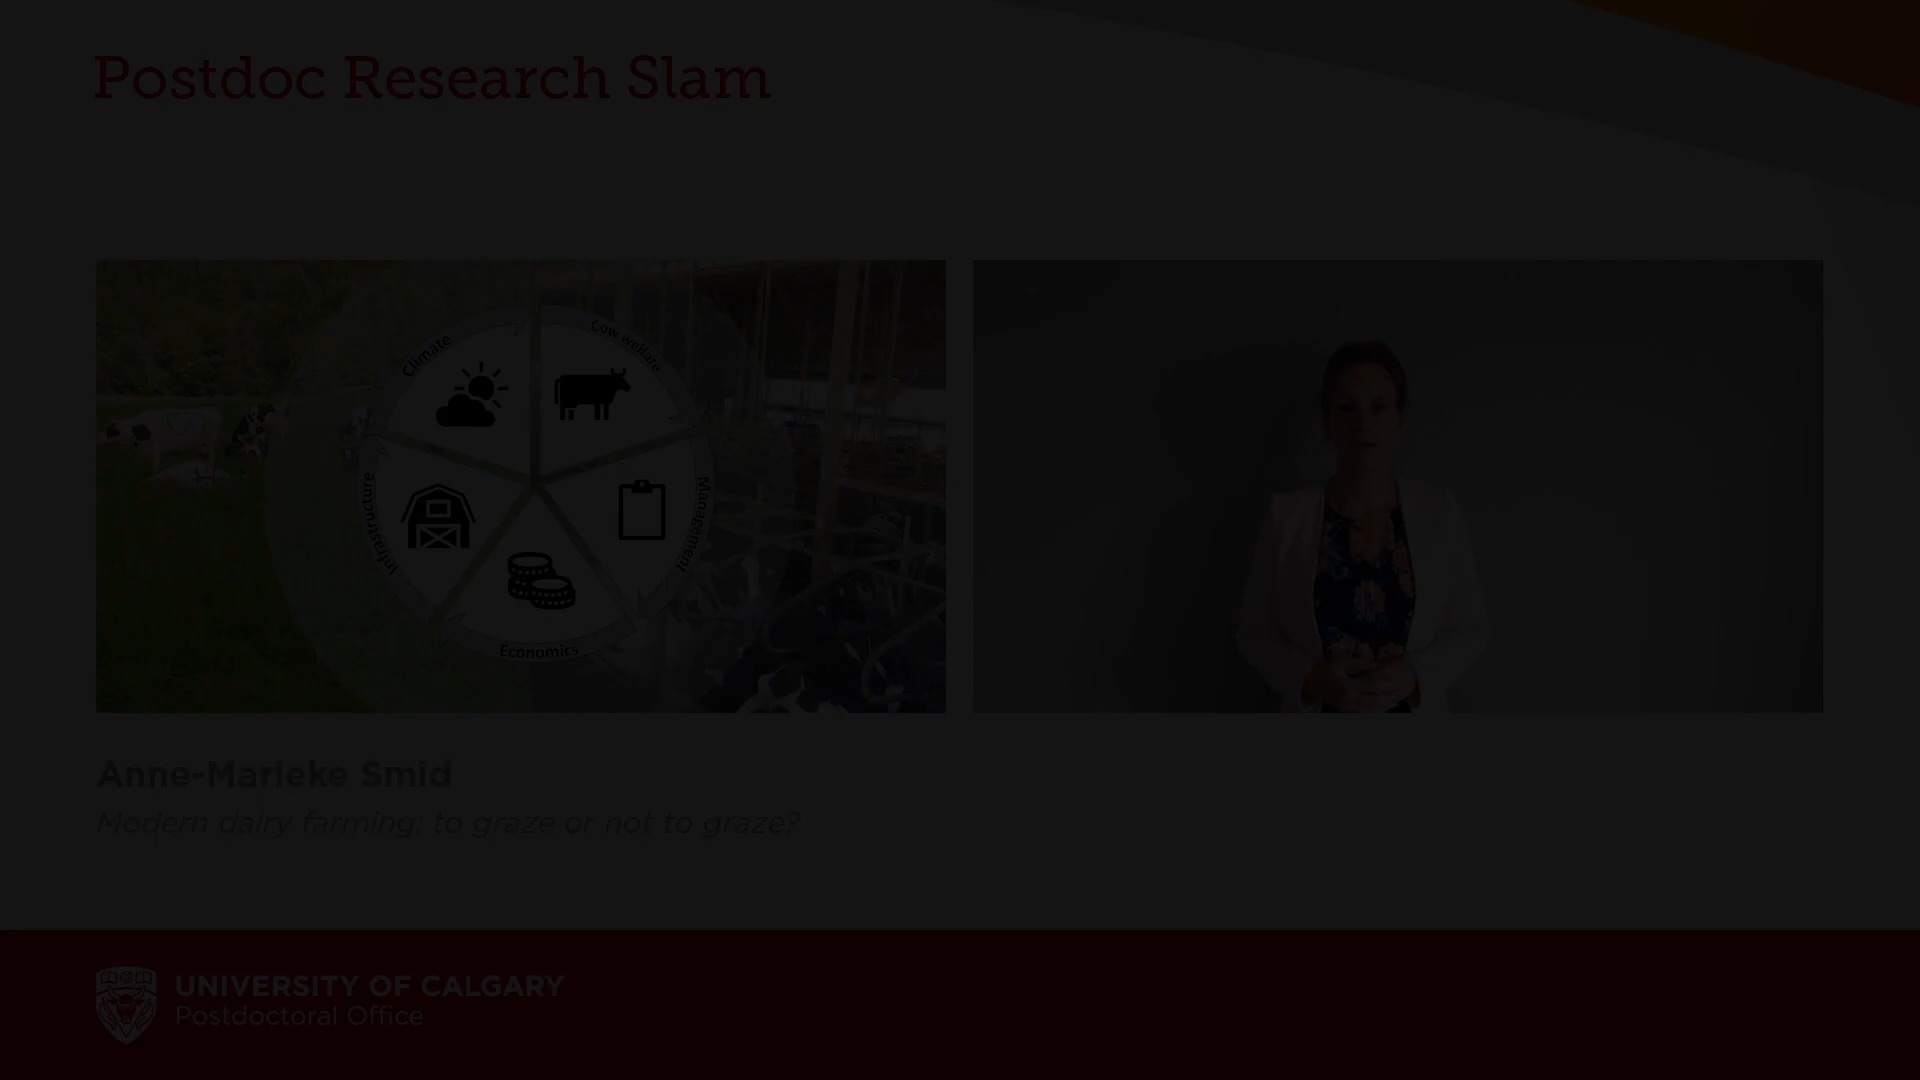 Postdoc Research Slam
Climate
Cow welfare
Infrastructure
Management
Economics
Anne-Marieke Smid
Modern dairy farming: to graze or not to graze?
UNIVERSITY OF CALGARY
Postdoctoral Office